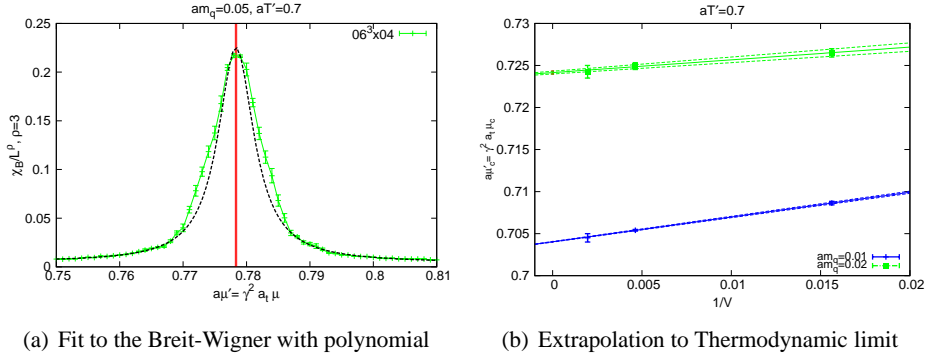 am_q=0.05, aT'=0.7
06^3x04
χ_B/L^ρ, ρ=3
0.25
0.2
0.15
0.1
0.05
0
0.75
0.76
0.77
0.78
0.79
0.8
0.81
aμ'= γ^2 a_t μ
(a) Fit to the Breit-Wigner with polynomial
aT'=0.7
aμ'_c= γ^2 a_t μ_c
0.73
0.725
0.72
0.715
0.71
0.705
0.7
am_q=0.01
am_q=0.02
0
0.005
0.01
0.015
0.02
1/V
(b) Extrapolation to Thermodynamic limit